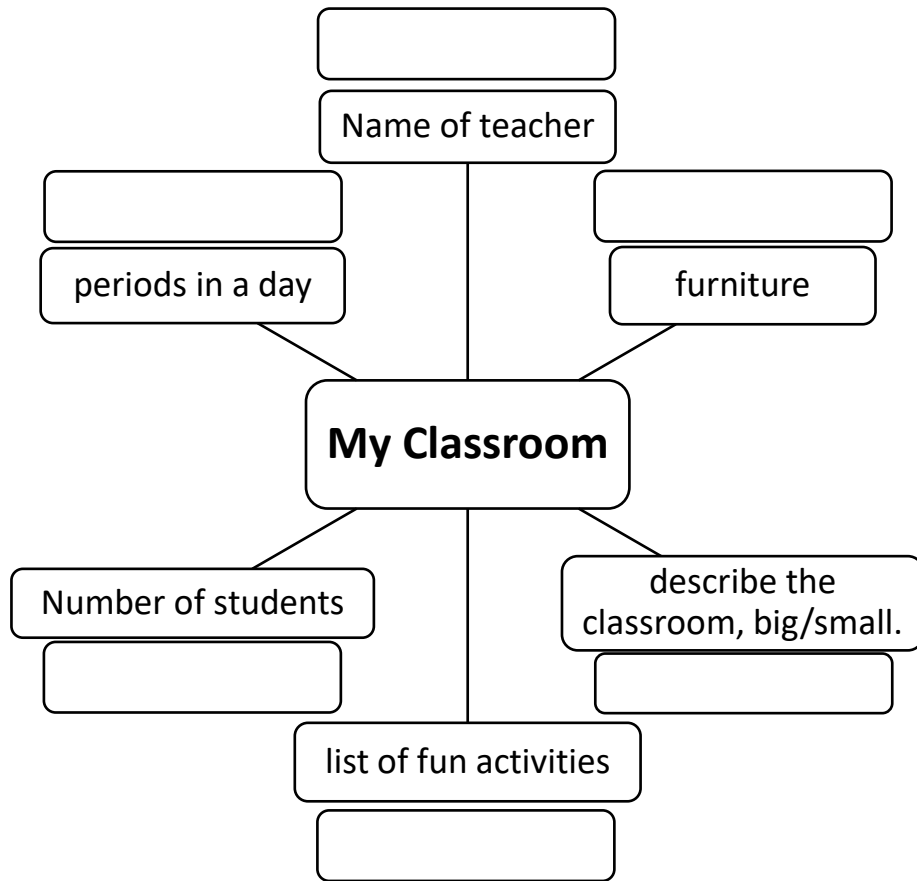 Name of teacher
periods in a day
furniture
My Classroom
Number of students
describe the
classroom, big/small.
list of fun activities